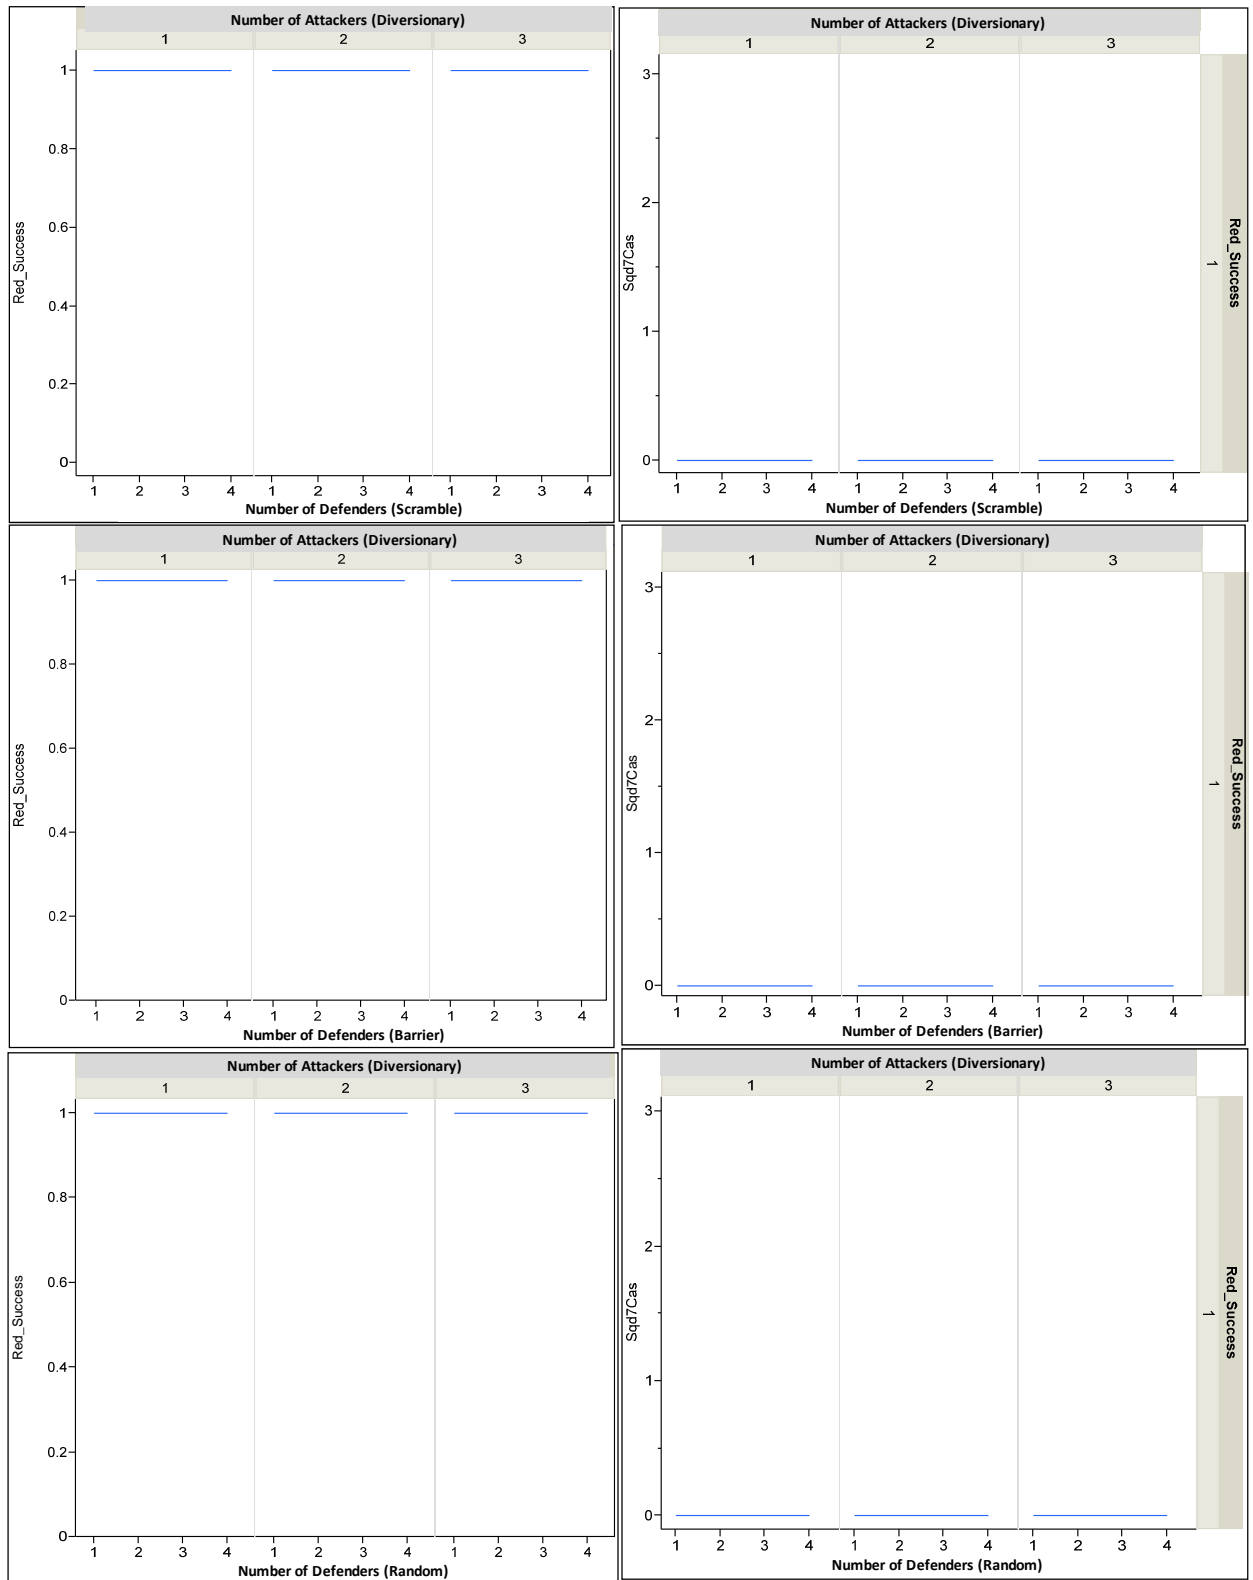 Number of Attackers (Diversionary)
1 2 3
1
0.8
0.6
0.4
0.2
0
Red_Success
1 2 3 4 1 2 3 4 1 2 3 4
Number of Defenders (Scramble)
Number of Attackers (Diversionary)
1 2 3
3
2
1
0
Sqd7Cas
1
Red_Success
1 2 3 4 1 2 3 4 1 2 3 4
Number of Defenders (Scramble)
Number of Attackers (Diversionary)
1 2 3
1
0.8
0.6
0.4
0.2
0
Red_Success
1 2 3 4 1 2 3 4 1 2 3 4
Number of Defenders (Barrier)
Number of Attackers (Diversionary)
1 2 3
3
2
1
0
Sqd7Cas
1
Red_Success
1 2 3 4 1 2 3 4 1 2 3 4
Number of Defenders (Barrier)
Number of Attackers (Diversionary)
1 2 3
1
0.8
0.6
0.4
0.2
0
Red_Success
1 2 3 4 1 2 3 4 1 2 3 4
Number of Defenders (Random)
Number of Attackers (Diversionary)
1 2 3
3
2
1
0
Sqd7Cas
1
Red_Success
1 2 3 4 1 2 3 4 1 2 3 4
Number of Defenders (Random)